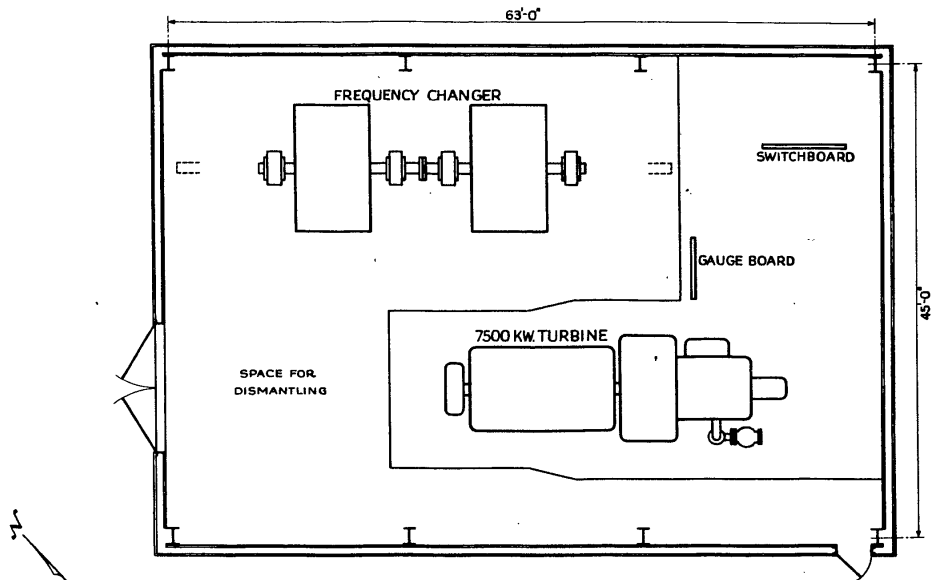 63'-0"
FREQUENCY CHANGER
SWITCHBOARD
GAUGE BOARD
45'-0"
7500 KW. TURBINE
SPACE FOR
DISMANTLING
N